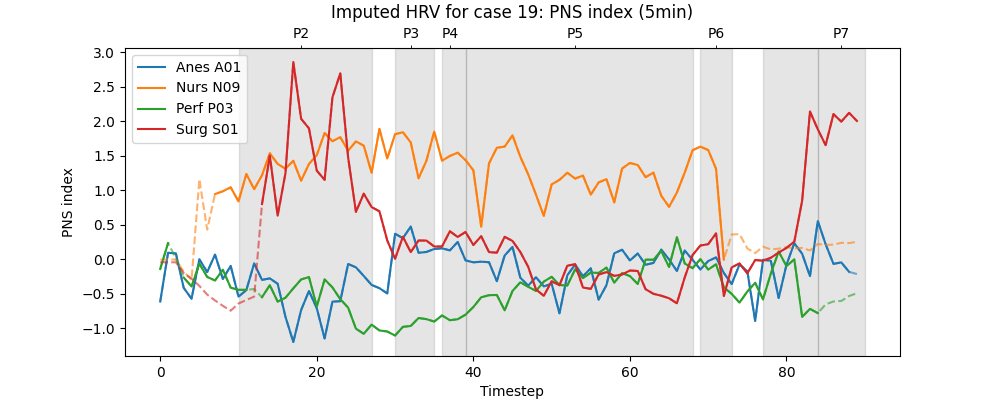 Imputed HRV for case 19: PNS index (5min)
P2 P3 P4 P5 P6 P7
Anes A01
Nurs N09
Perf P03
Surg S01
PNS index
3.0
2.5
2.0
1.5
1.0
0.5
0.0
−0.5
−1.0
0 20 40 60 80
Timestep